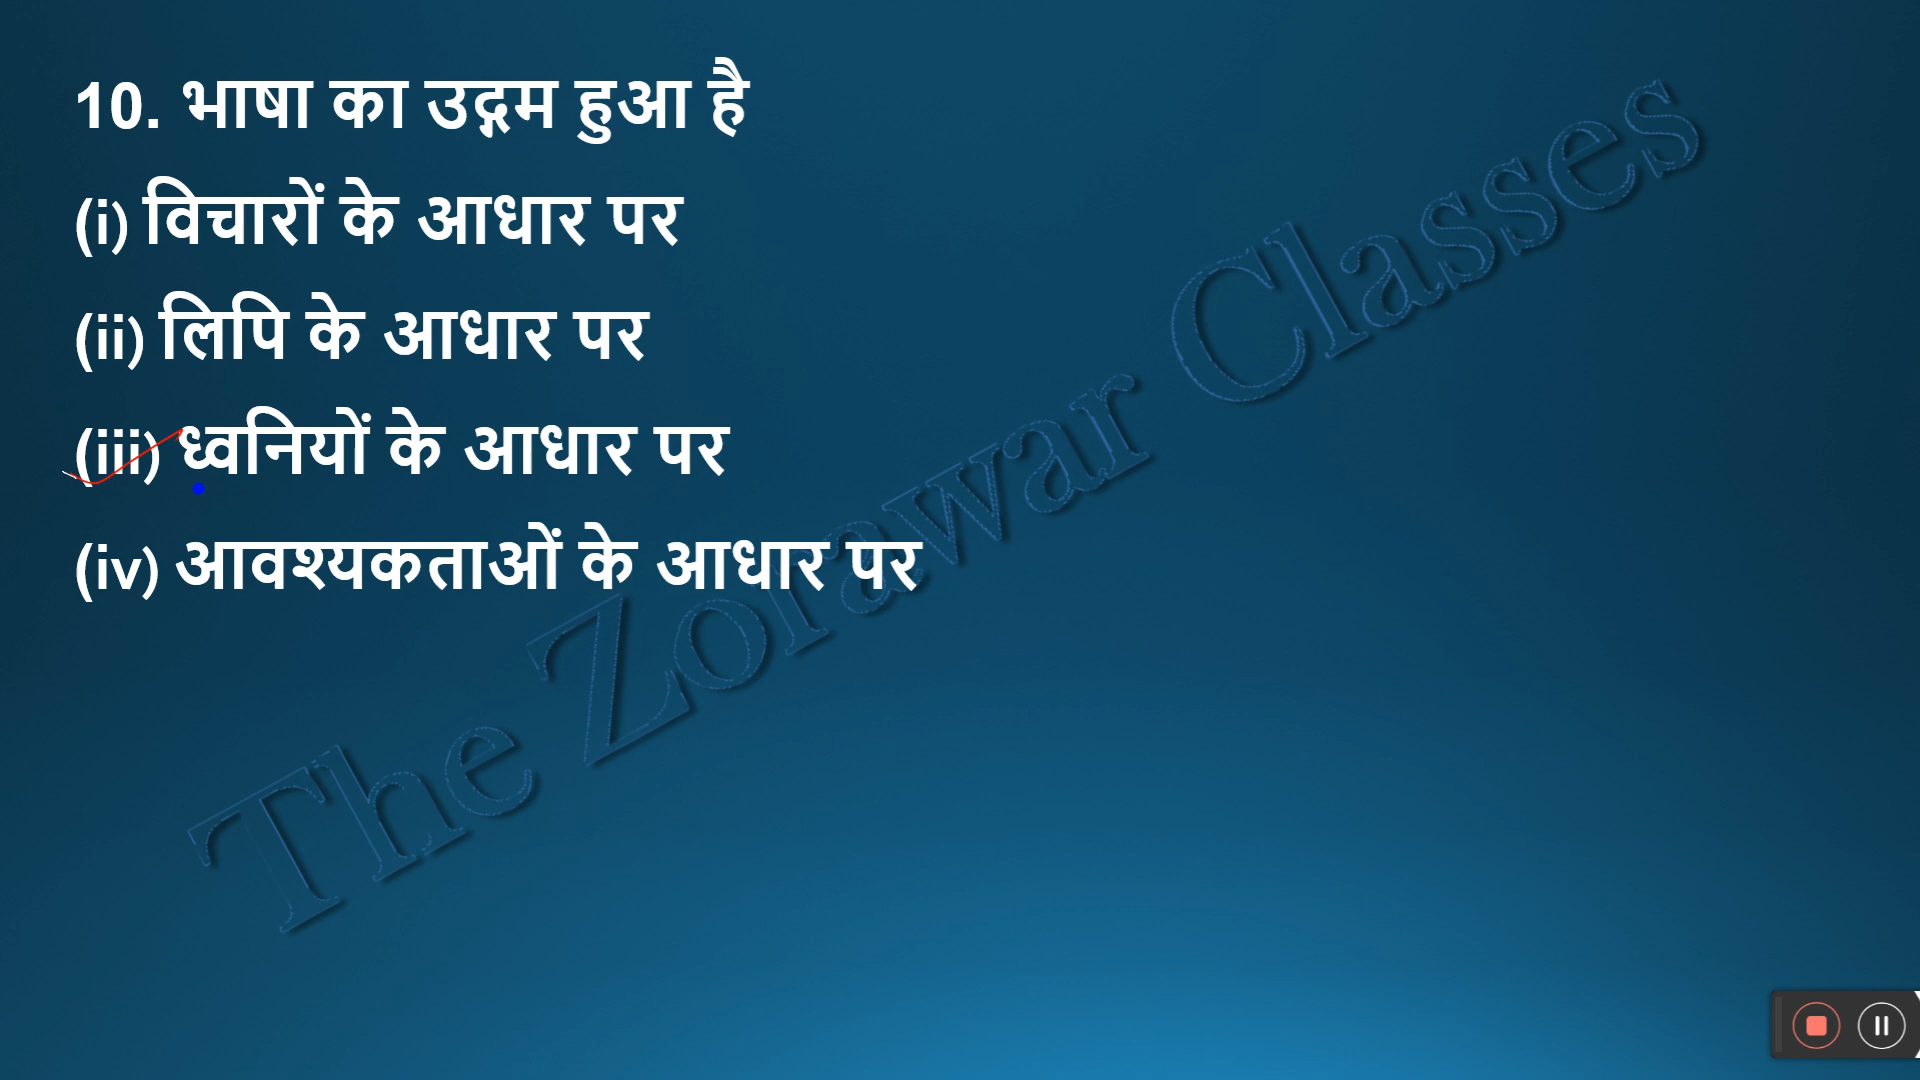 10. भाषा का उद्गम हुआ है
(i) विचारों के आधार पर
(ii) लिपि के आधार पर
(iii) ध्वनियों के आधार पर
(iv) आवश्यकताओं के आधार पर
The Zorawar Classes